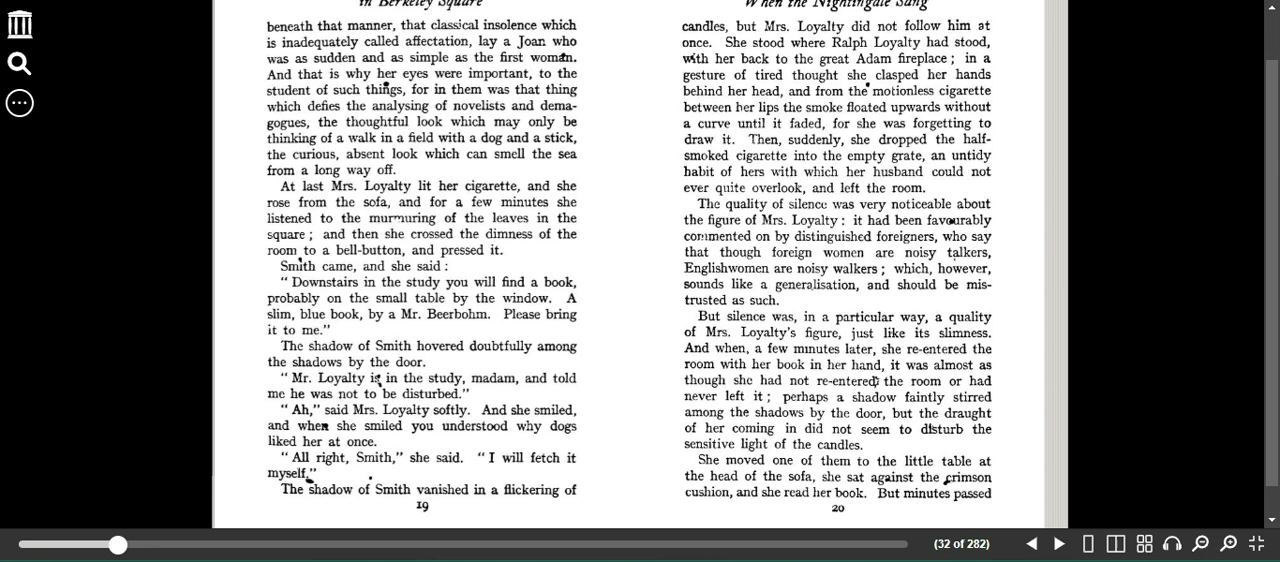 in Berkeley Square
beneath that manner, that classical insolence which
is inadequately called affectation, lay a Joan who
was as sudden and as simple as the first woman.
And that is why her eyes were important, to the
student of such things, for in them was that thing
which defies the analysing of novelists and dema-
gogues, the thoughtful look which may only be
thinking of a walk in a field with a dog and a stick,
the curious, absent look which can smell the sea
from a long way off.
At last Mrs. Loyalty lit her cigarette, and she
rose from the sofa, and for a few minutes she
listened to the murmuring of the leaves in the
square ; and then she crossed the dimness of the
room to a bell-button, and pressed it.
Smith came, and she said :
“ Downstairs in the study you will find a book,
probably on the small table by the window. A
slim, blue book, by a Mr. Beerbohm. Please bring
it to me.”
The shadow of Smith hovered doubtfully among
the shadows by the door.
“ Mr. Loyalty is in the study, madam, and told
me he was not to be disturbed.”
“ Ah,” said Mrs. Loyalty softly. And she smiled,
and when she smiled you understood why dogs
liked her at once.
“ All right, Smith,” she said. “ I will fetch it
myself.”
The shadow of Smith vanished in a flickering of
19
When the Nightingale Sang
candles, but Mrs. Loyalty did not follow him at
once. She stood where Ralph Loyalty had stood,
with her back to the great Adam fireplace ; in a
gesture of tired thought she clasped her hands
behind her head, and from the motionless cigarette
between her lips the smoke floated upwards without
a curve until it faded, for she was forgetting to
draw it. Then, suddenly, she dropped the half-
smoked cigarette into the empty grate, an untidy
habit of hers with which her husband could not
ever quite overlook, and left the room.
The quality of silence was very noticeable about
the figure of Mrs. Loyalty : it had been favourably
commented on by distinguished foreigners, who say
that though foreign women are noisy talkers,
Englishwomen are noisy walkers ; which, however,
sounds like a generalisation, and should be mis-
trusted as such.
But silence was, in a particular way, a quality
of Mrs. Loyalty’s figure, just like its slimness.
And when, a few minutes later, she re-entered the
room with her book in her hand, it was almost as
though she had not re-entered the room or had
never left it ; perhaps a shadow faintly stirred
among the shadows by the door, but the draught
of her coming in did not seem to disturb the
sensitive light of the candles.
She moved one of them to the little table at
the head of the sofa, she sat against the crimson
cushion, and she read her book. But minutes passed
20
(32 of 282)